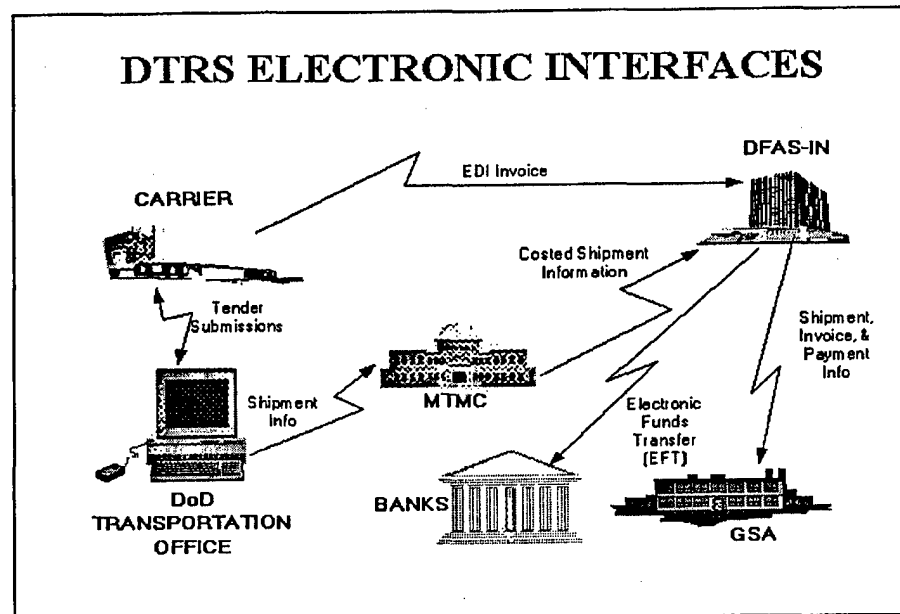 DTRS ELECTRONIC INTERFACES
DFAS-IN
EDI Invoice
CARRIER
Costed Shipment
Information
Tender
Submissions
Shipment,
Invoice, &
Payment
Info
Shipment
Info
MTMC
Electronic
Funds
Transfer
(EFT)
BANKS
DoD
TRANSPORTATION
OFFICE
GSA